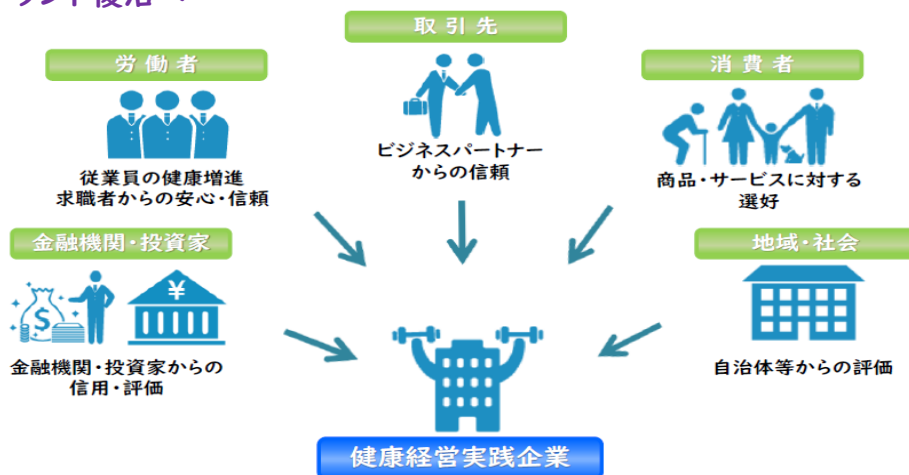 ランド復活
取引先
労働者
消費者
ビジネスパートナー
からの信頼
従業員の健康増進
求職者からの安心・信頼
商品・サービスに対する
選好
金融機関・投資家
地域・社会
¥
$
金融機関・投資家からの
信用・評価
自治体等からの評価
健康経営実践企業